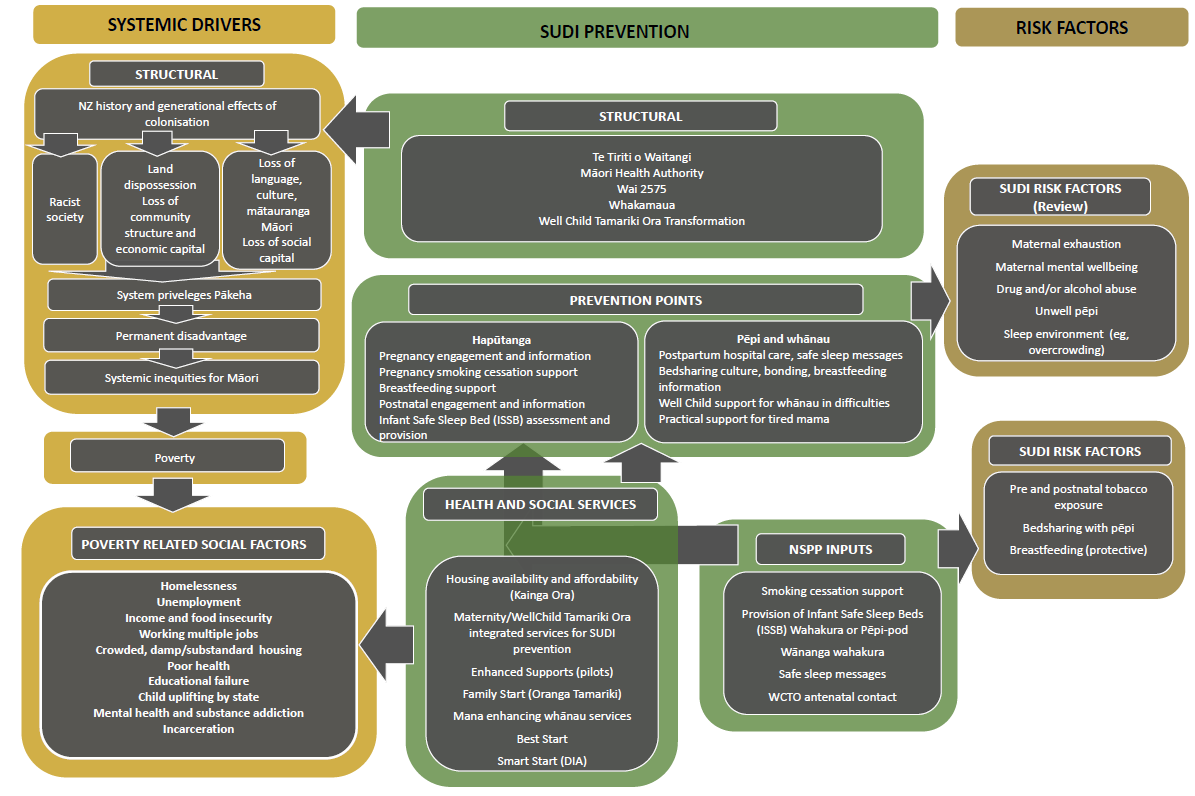 SYSTEMIC DRIVERS
SUDI PREVENTION
RISK FACTORS
STRUCTURAL
NZ history and generational effects of
colonisation
Racist
society
Land
dispossession
Loss of
community
structure and
economic capital
Loss of
language,
culture,
mātauranga
Māori
Loss of social
capital
System priveleges Pākeha
Permanent disadvantage
Systemic inequities for Māori
Poverty
POVERTY RELATED SOCIAL FACTORS
Homelessness
Unemployment
Income and food insecurity
Working multiple jobs
Crowded, damp/substandard housing
Poor health
Educational failure
Child uplifting by state
Mental health and substance addiction
Incarceration
STRUCTURAL
Te Tiriti o Waitangi
Māori Health Authority
Wai 2575
Whakamaua
Well Child Tamariki Ora Transformation
PREVENTION POINTS
Hapūtanga
Pregnancy engagement and information
Pregnancy smoking cessation support
Breastfeeding support
Postnatal engagement and information
Infant Safe Sleep Bed (ISSB) assessment and
provision
Pēpi and whānau
Postpartum hospital care, safe sleep messages
Bedsharing culture, bonding, breastfeeding
information
Well Child support for whānau in difficulties
Practical support for tired mama
HEALTH AND SOCIAL SERVICES
Housing availability and affordability
(Kainga Ora)
Maternity/WellChild Tamariki Ora
integrated services for SUDI
prevention
Enhanced Supports (pilots)
Family Start (Oranga Tamariki)
Mana enhancing whānau services
Best Start
Smart Start (DIA)
NSPP INPUTS
Smoking cessation support
Provision of Infant Safe Sleep Beds
(ISSB) Wahakura or Pēpi-pod
Wānanga wahakura
Safe sleep messages
WCTO antenatal contact
SUDI RISK FACTORS
(Review)
Maternal exhaustion
Maternal mental wellbeing
Drug and/or alcohol abuse
Unwell pēpi
Sleep environment (eg,
overcrowding)
SUDI RISK FACTORS
Pre and postnatal tobacco
exposure
Bedsharing with pēpi
Breastfeeding (protective)